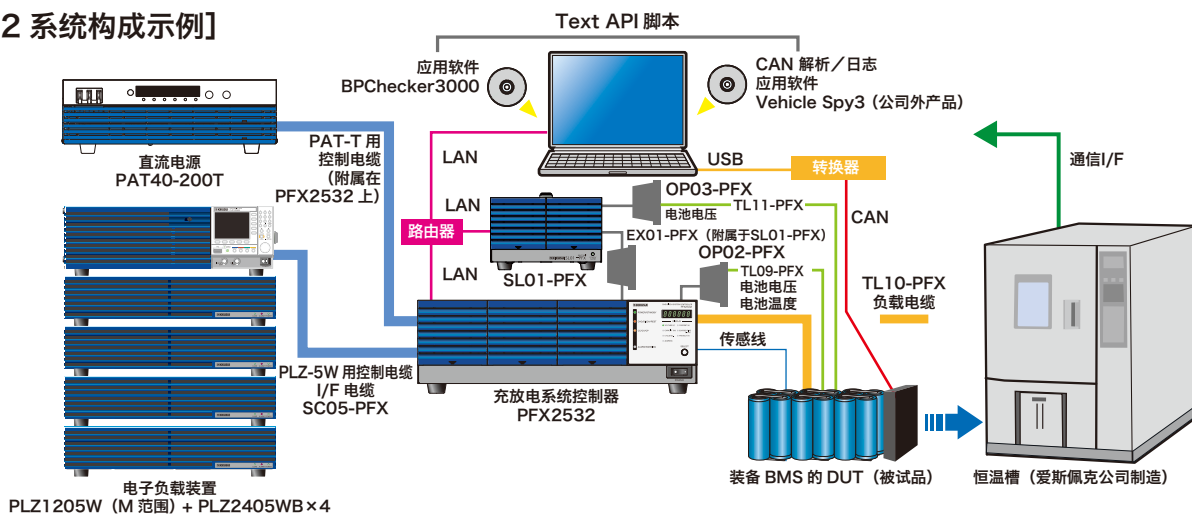 2 系统构成示例]
Text API 脚本
应用软件
BPChecker3000
CAN 解析／日志
应用软件
Vehicle Spy3（公司外产品）
直流电源
PAT40-200T
PAT-T 用
控制电缆
（附属在
PFX2532 上）
LAN
USB
转换器
通信I/F
LAN
路由器
OP03-PFX
电池电压
TL11-PFX
CAN
EX01-PFX（附属于SL01-PFX）
SL01-PFX
LAN
OP02-PFX
TL09-PFX
电池电压
电池温度
TL10-PFX
负载电缆
传感线
PLZ-5W 用控制电缆
I/F 电缆
SC05-PFX
充放电系统控制器
PFX2532
装备 BMS 的 DUT（被试品）
恒温槽（爱斯佩克公司制造）
电子负载装置
PLZ1205W（M 范围）+ PLZ2405WB×4